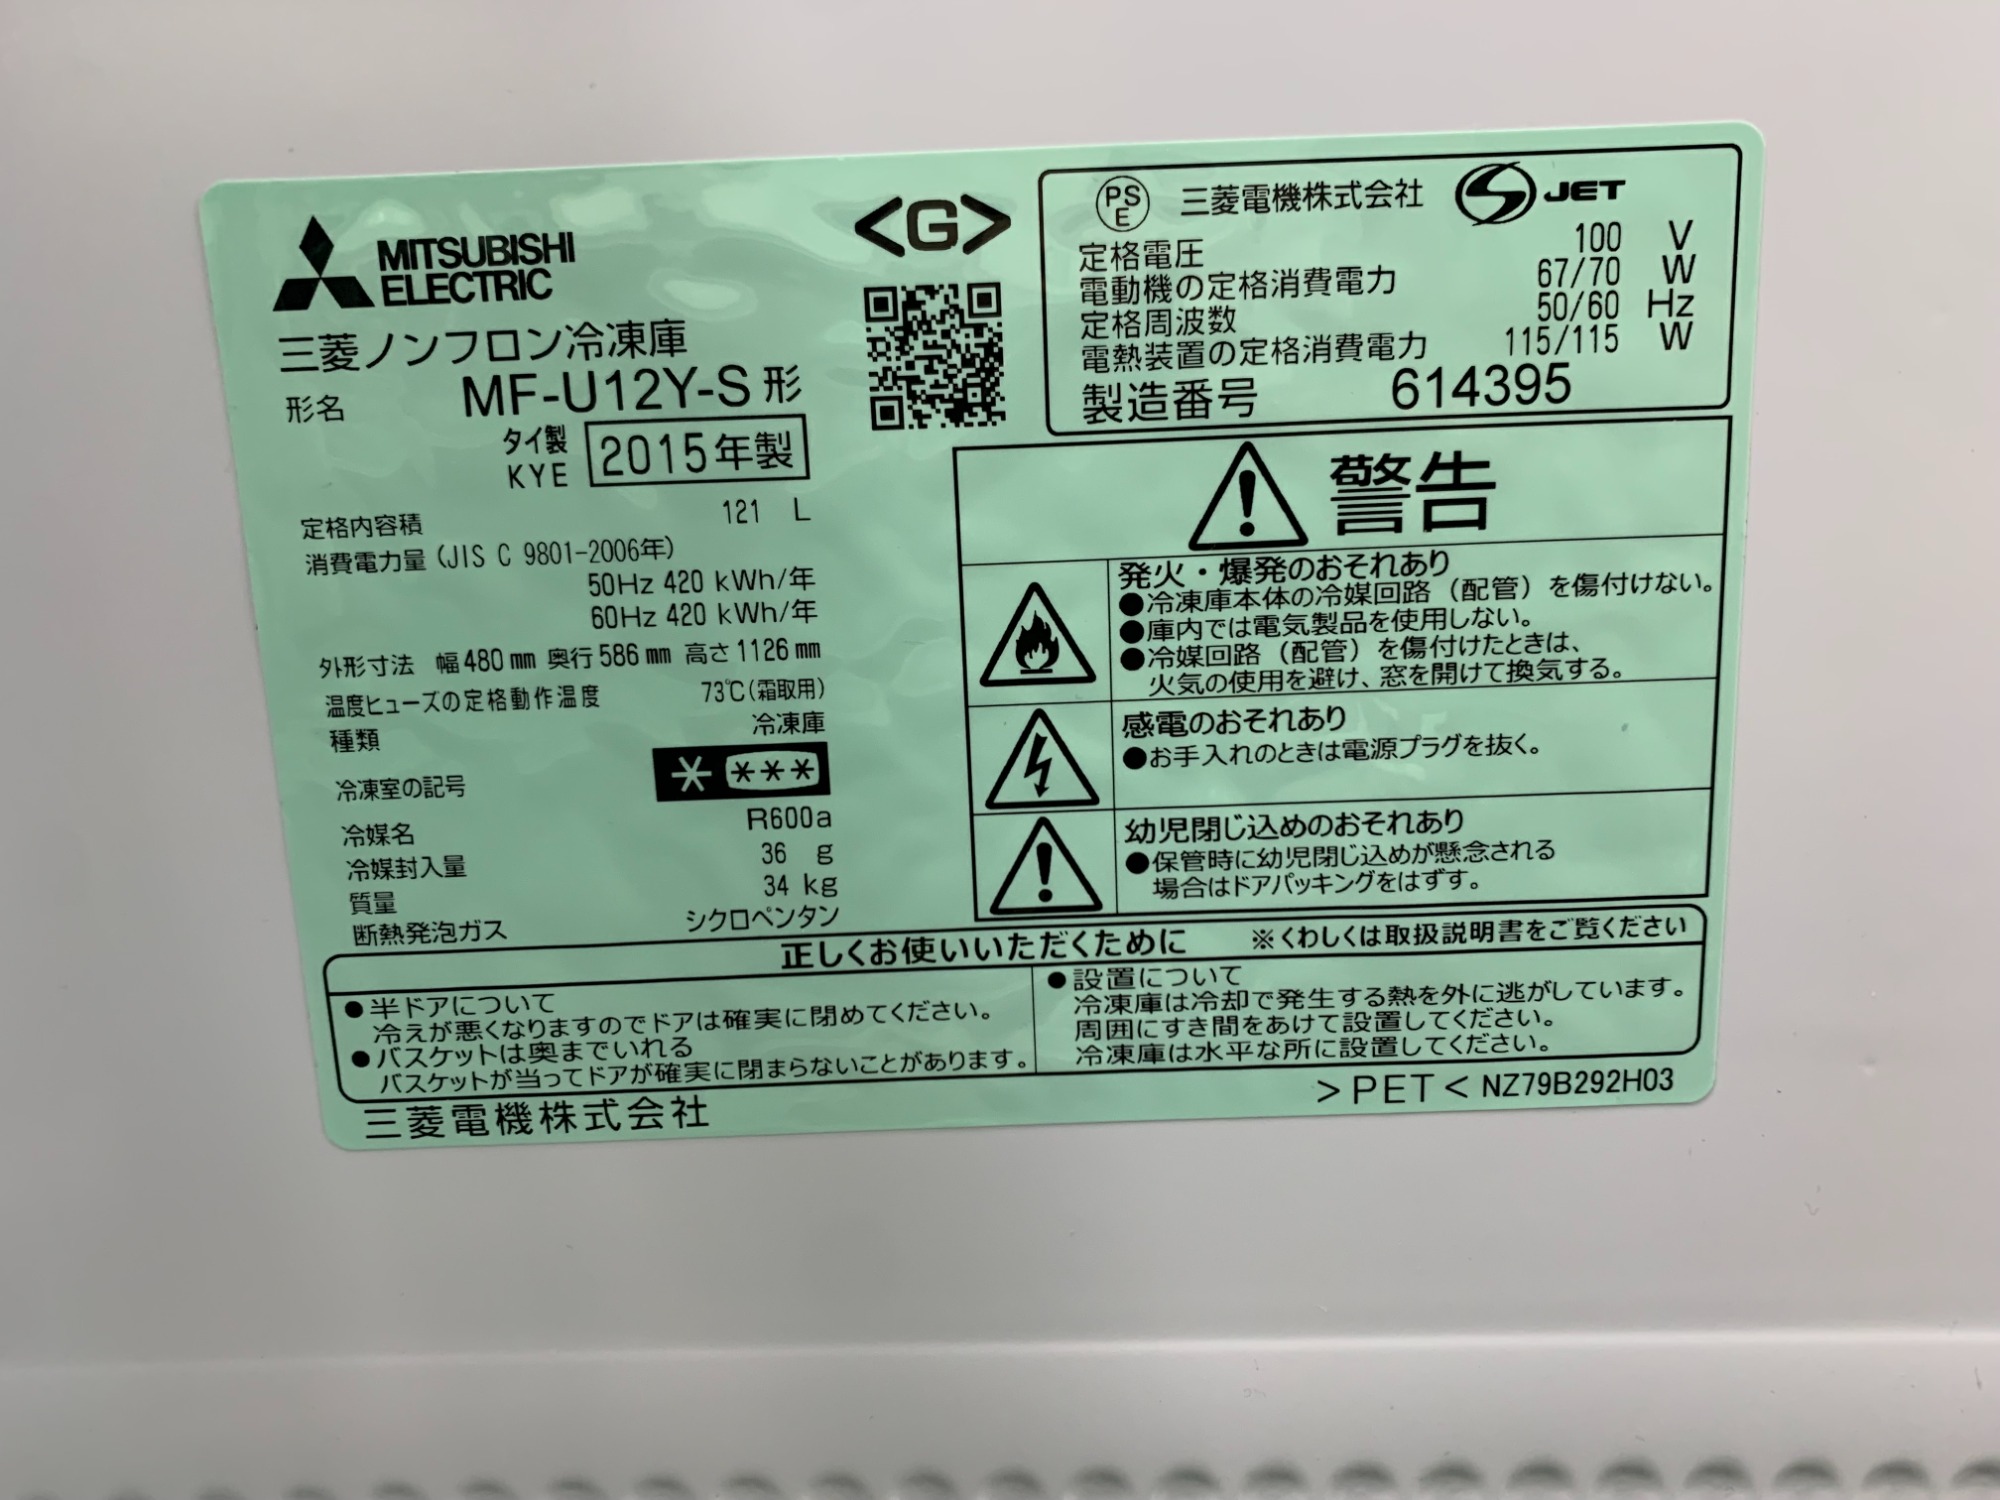 MITSUBISHI
ELECTRIC
三菱ノンフロン冷凍庫
形名 MF-U12Y-S 形
タイ製
KYE 2015年製
定格内容積 121 L
消費電力量(JIS C 9801-2006年)
50Hz 420 kWh/年
60Hz 420 kWh/年
外形寸法 幅480mm 奥行586mm 高さ1126mm
温度ヒューズの定格動作温度 73℃(霜取用)
種類 冷凍庫
冷凍室の記号 * ***
冷媒名 R600a
冷媒封入量 36 g
質量 34 kg
断熱発泡ガス シクロペンタン
<G>
PS
E 三菱電機株式会社 S JET
定格電圧 100 V
電動機の定格消費電力 67/70 W
定格周波数 50/60 Hz
電熱装置の定格消費電力 115/115 W
製造番号 614395
警告
発火・爆発のおそれあり
●冷凍庫本体の冷媒回路(配管)を傷付けない。
●庫内では電気製品を使用しない。
●冷媒回路(配管)を傷付けたときは、
火気の使用を避け、窓を開けて換気する。
感電のおそれあり
●お手入れのときは電源プラグを抜く。
幼児閉じ込めのおそれあり
●保管時に幼児閉じ込めが懸念される
場合はドアパッキングをはずす。
正しくお使いいただくために ※くわしくは取扱説明書をご覧ください
●半ドアについて
冷えが悪くなりますのでドアは確実に閉めてください。
●バスケットは奥までいれる
バスケットが当ってドアが確実に閉まらないことがあります。
●設置について
冷凍庫は冷却で発生する熱を外に逃がしています。
周囲にすき間をあけて設置してください。
冷凍庫は水平な所に設置してください。
三菱電機株式会社
>PET< NZ79B292H03